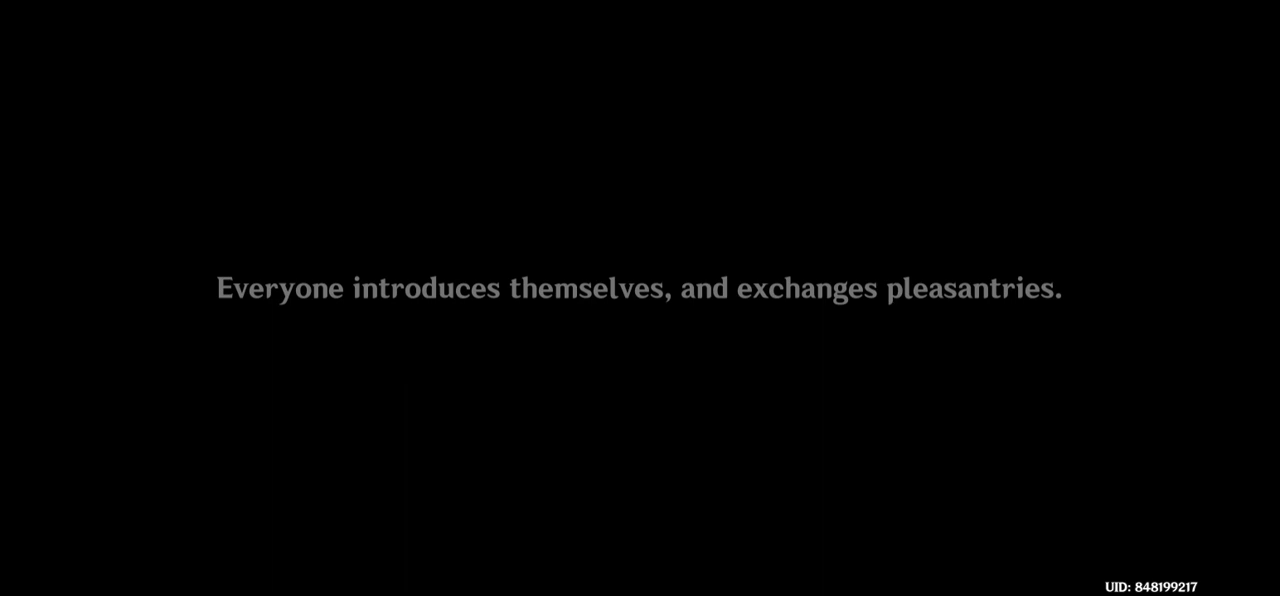 Everyone introduces themselves, and exchanges pleasantries.
UID: 848199217